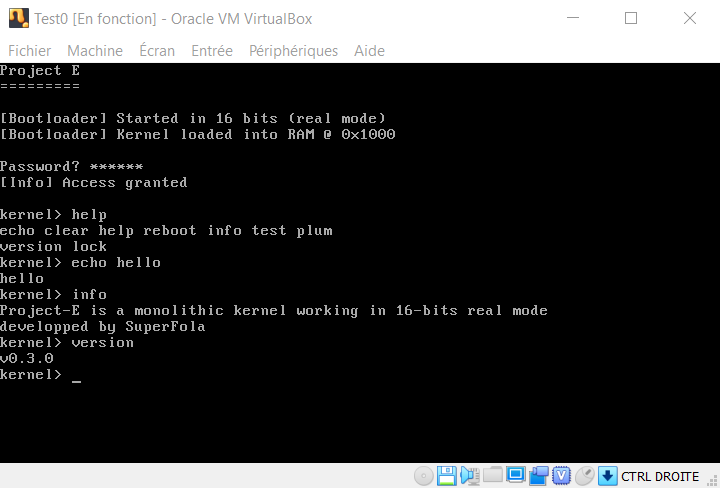 Test0 [En fonction] - Oracle VM VirtualBox
Fichier Machine Écran Entrée Périphériques Aide
Project E
=========
[Bootloader] Started in 16 bits (real mode)
[Bootloader] Kernel loaded into RAM @ 0x1000
Password? ******
[Info] Access granted
kernel> help
echo clear help reboot info test plum
version lock
kernel> echo hello
hello
kernel> info
Project-E is a monolithic kernel working in 16-bits real mode
developped by SuperFola
kernel> version
v0.3.0
kernel> _
CTRL DROITE